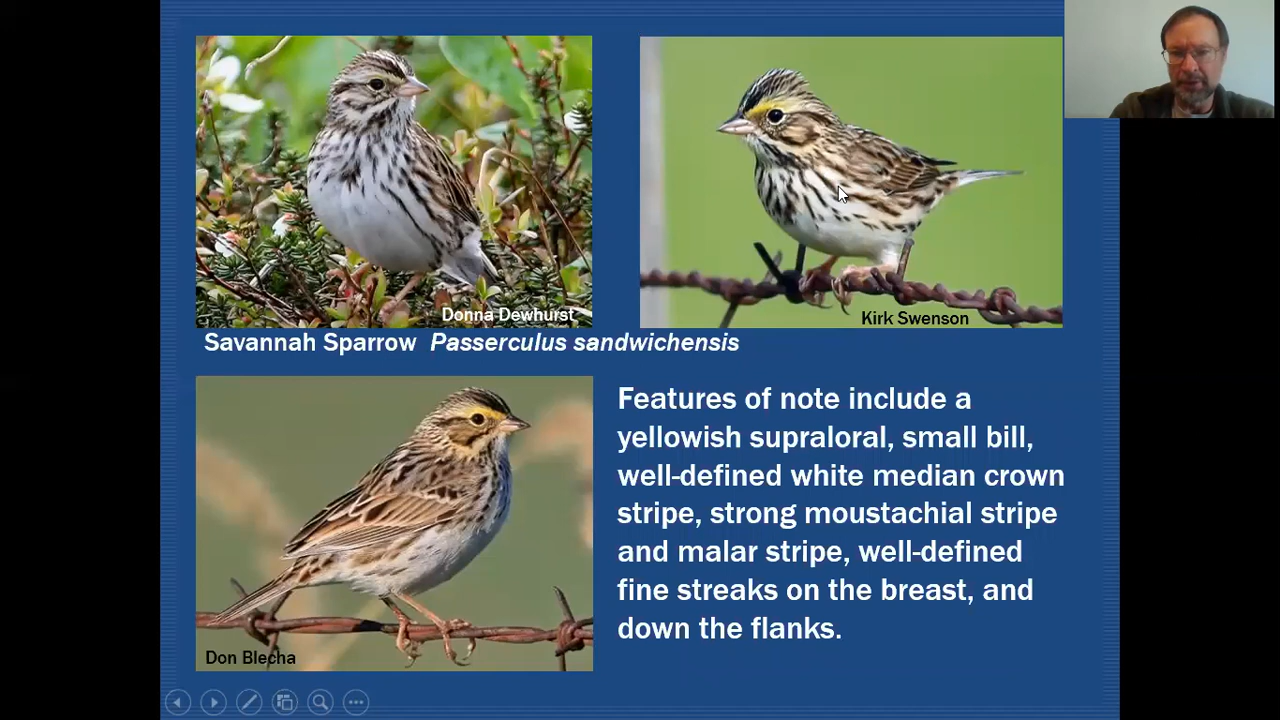 Donna Dewhurst
Kirk Swenson
Savannah Sparrow Passerculus sandwichensis
Features of note include a
yellowish supraloral, small bill,
well-defined white median crown
stripe, strong moustachial stripe
and malar stripe, well-defined
fine streaks on the breast, and
down the flanks.
Don Blecha